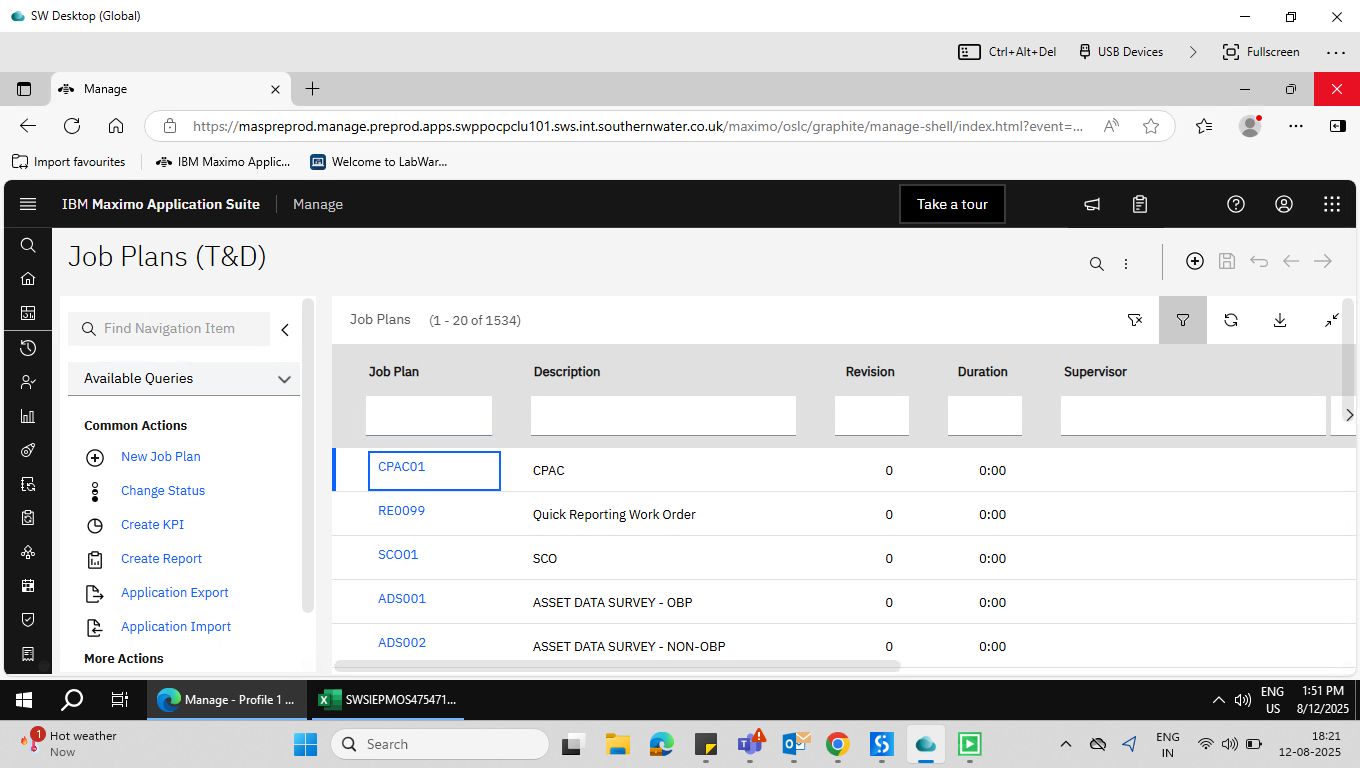 SW Desktop (Global)
Ctrl+Alt+Del
USB Devices
Fullscreen
Manage
https://maspreprod.manage.preprod.apps.swppocpclu101.sws.int.southernwater.co.uk/maximo/oslc/graphite/manage-shell/index.html?event=...
Import favourites
IBM Maximo Applic...
Welcome to LabWar...
IBM Maximo Application Suite
Manage
Take a tour
Job Plans (T&D)
Find Navigation Item
Available Queries
Common Actions
New Job Plan
Change Status
Create KPI
Create Report
Application Export
Application Import
More Actions
Job Plans (1 - 20 of 1534)
Job Plan Description Revision Duration Supervisor
CPAC01 CPAC 0 0:00
RE0099 Quick Reporting Work Order 0 0:00
SCO01 SCO 0 0:00
ADS001 ASSET DATA SURVEY - OBP 0 0:00
ADS002 ASSET DATA SURVEY - NON-OBP 0 0:00
Manage - Profile 1 ...
SWSIEPMOS475471...
ENG
US
1:51 PM
8/12/2025
1
Hot weather
Now
Search
ENG
IN
18:21
12-08-2025